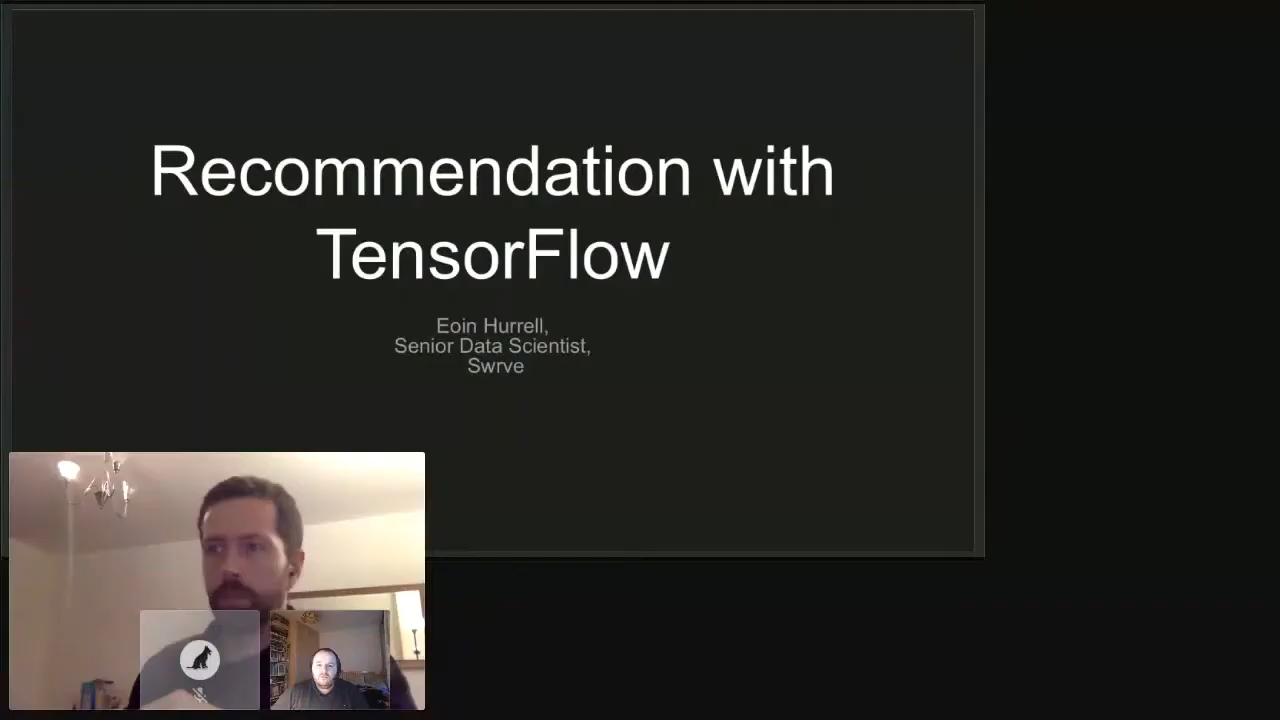 Recommendation with
TensorFlow
Eoin Hurrell,
Senior Data Scientist,
Swrve